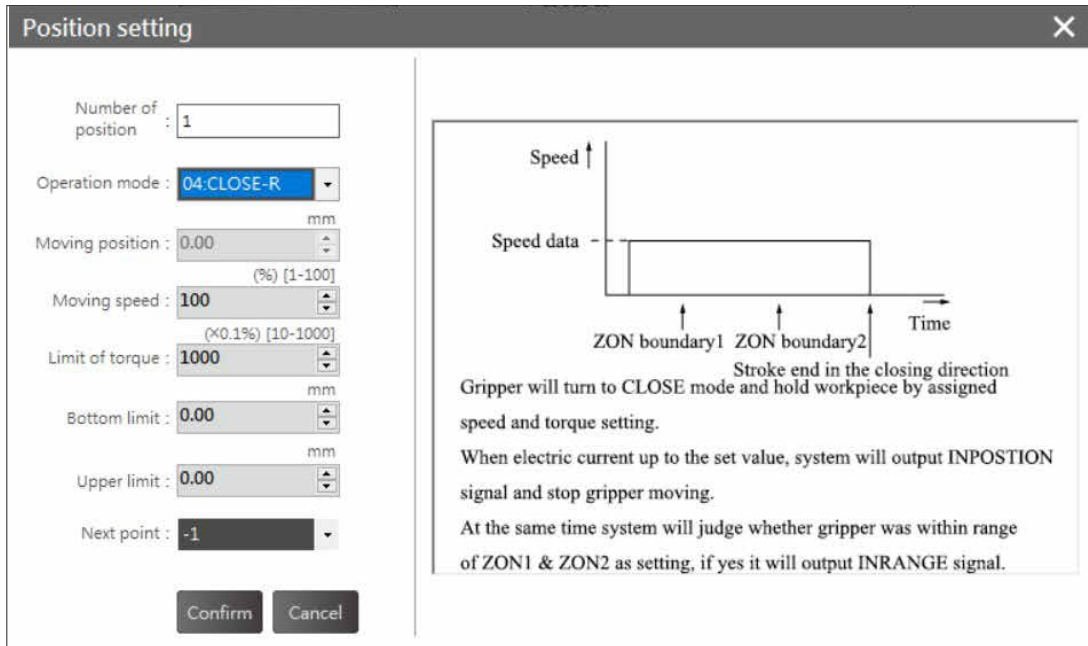 Position setting
Number of
position : 1
Operation mode : 04:CLOSE-R
mm
Moving position : 0.00
(%) [1-100]
Moving speed : 100
(×0.1%) [10-1000]
Limit of torque : 1000
mm
Bottom limit : 0.00
mm
Upper limit : 0.00
Next point : -1
Confirm Cancel
Speed
Speed data
Time
ZON boundary1 ZON boundary2
Stroke end in the closing direction
Gripper will turn to CLOSE mode and hold workpiece by assigned
speed and torque setting.
When electric current up to the set value, system will output INPOSTION
signal and stop gripper moving.
At the same time system will judge whether gripper was within range
of ZON1 & ZON2 as setting, if yes it will output INRANGE signal.